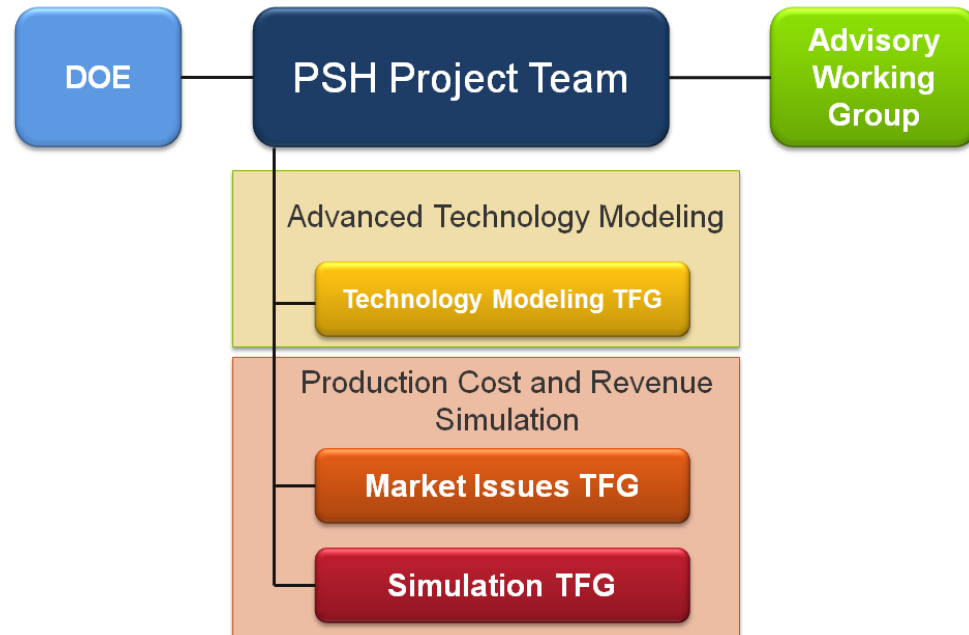 DOE
PSH Project Team
Advisory
Working
Group
Advanced Technology Modeling
Technology Modeling TFG
Production Cost and Revenue
Simulation
Market Issues TFG
Simulation TFG